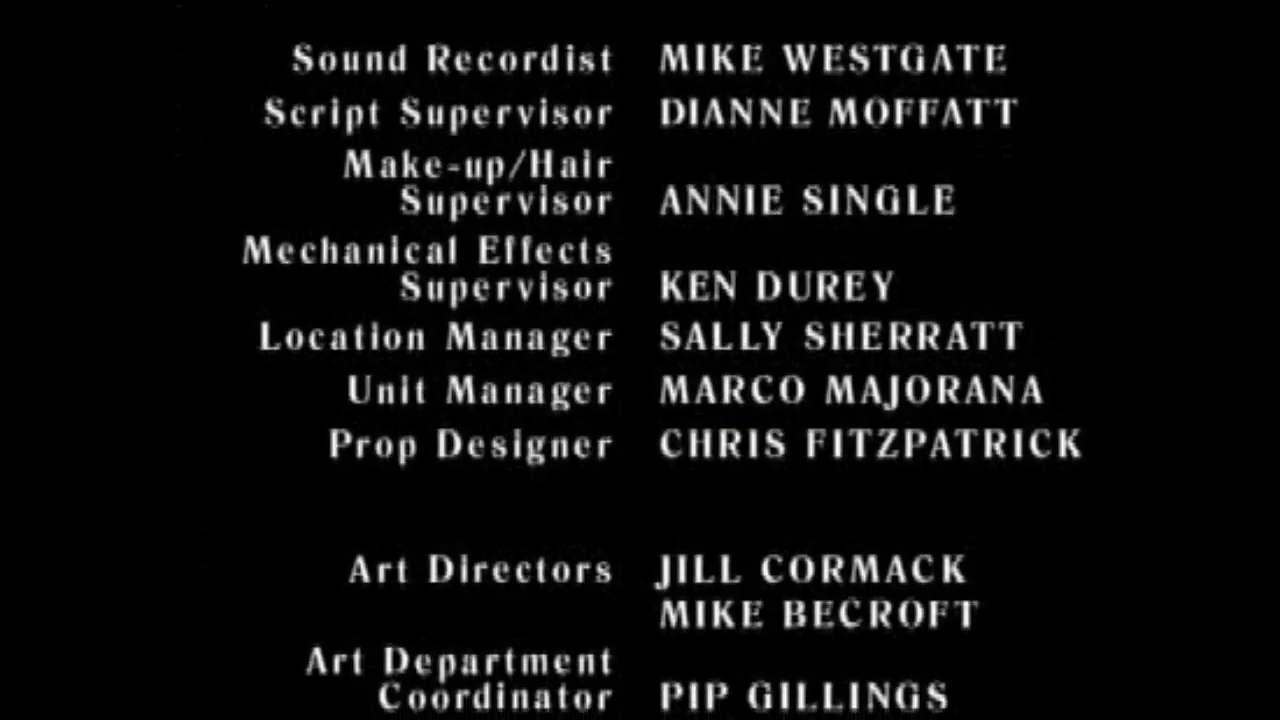 Sound Recordist MIKE WESTGATE
Script Supervisor DIANNE MOFFATT
Make-up/Hair
Supervisor ANNIE SINGLE
Mechanical Effects
Supervisor KEN DUREY
Location Manager SALLY SHERRATT
Unit Manager MARCO MAJORANA
Prop Designer CHRIS FITZPATRICK
Art Directors JILL CORMACK
MIKE BECROFT
Art Department
Coordinator PIP GILLINGS